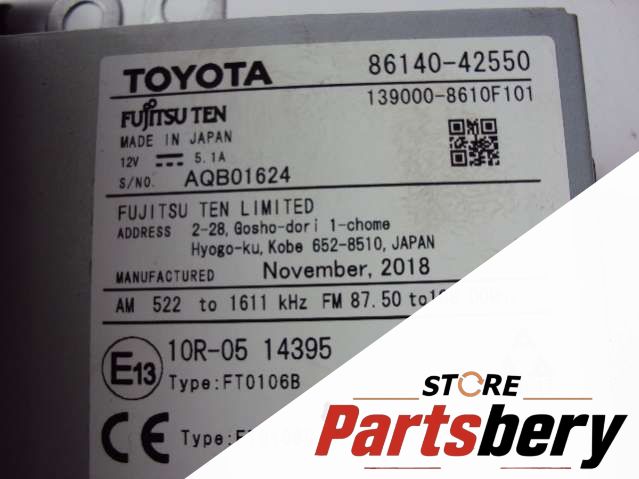 TOYOTA 86140-42550
FUJITSU TEN 139000-8610F101
MADE IN JAPAN
12V 5.1A
S/NO. AQB01624
FUJITSU TEN LIMITED
ADDRESS 2-28, Gosho-dori 1-chome
Hyogo-ku, Kobe 652-8510, JAPAN
MANUFACTURED November, 2018
AM 522 to 1611 kHz FM 87.50 to
E13 10R-05 14395
Type:FT0106B
CE Type:
STORE
Partsbery